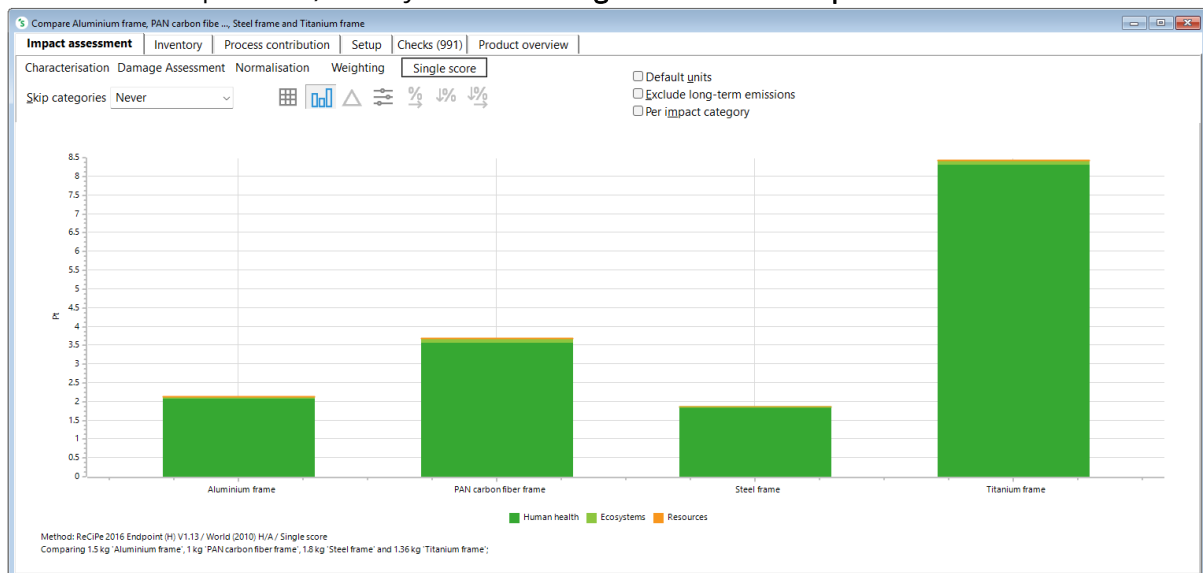 Compare Aluminium frame, PAN carbon fibe ..., Steel frame and Titanium frame
Impact assessment Inventory Process contribution Setup Checks (991) Product overview
Characterisation Damage Assessment Normalisation Weighting Single score
Skip categories Never
Default units
Exclude long-term emissions
Per impact category
8.5
8
7.5
7
6.5
6
5.5
5
4.5
4
3.5
3
2.5
2
1.5
1
0.5
0
Pt
Aluminium frame PAN carbon fiber frame Steel frame Titanium frame
Human health Ecosystems Resources
Method: ReCiPe 2016 Endpoint (H) V1.13 / World (2010) H/A / Single score
Comparing 1.5 kg 'Aluminium frame', 1 kg 'PAN carbon fiber frame', 1.8 kg 'Steel frame' and 1.36 kg 'Titanium frame';